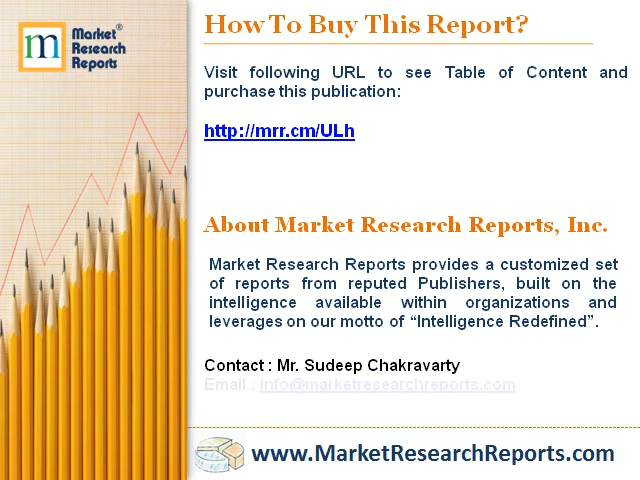 m
Market®
Research
Reports
How To Buy This Report?
Visit following URL to see Table of Content and
purchase this publication:
http://mrr.cm/ULh
About Market Research Reports, Inc.
Market Research Reports provides a customized set
of reports from reputed Publishers, built on the
intelligence available within organizations and
leverages on our motto of “Intelligence Redefined”.
Contact : Mr. Sudeep Chakravarty
Email : info@marketresearchreports.com
www.MarketResearchReports.com